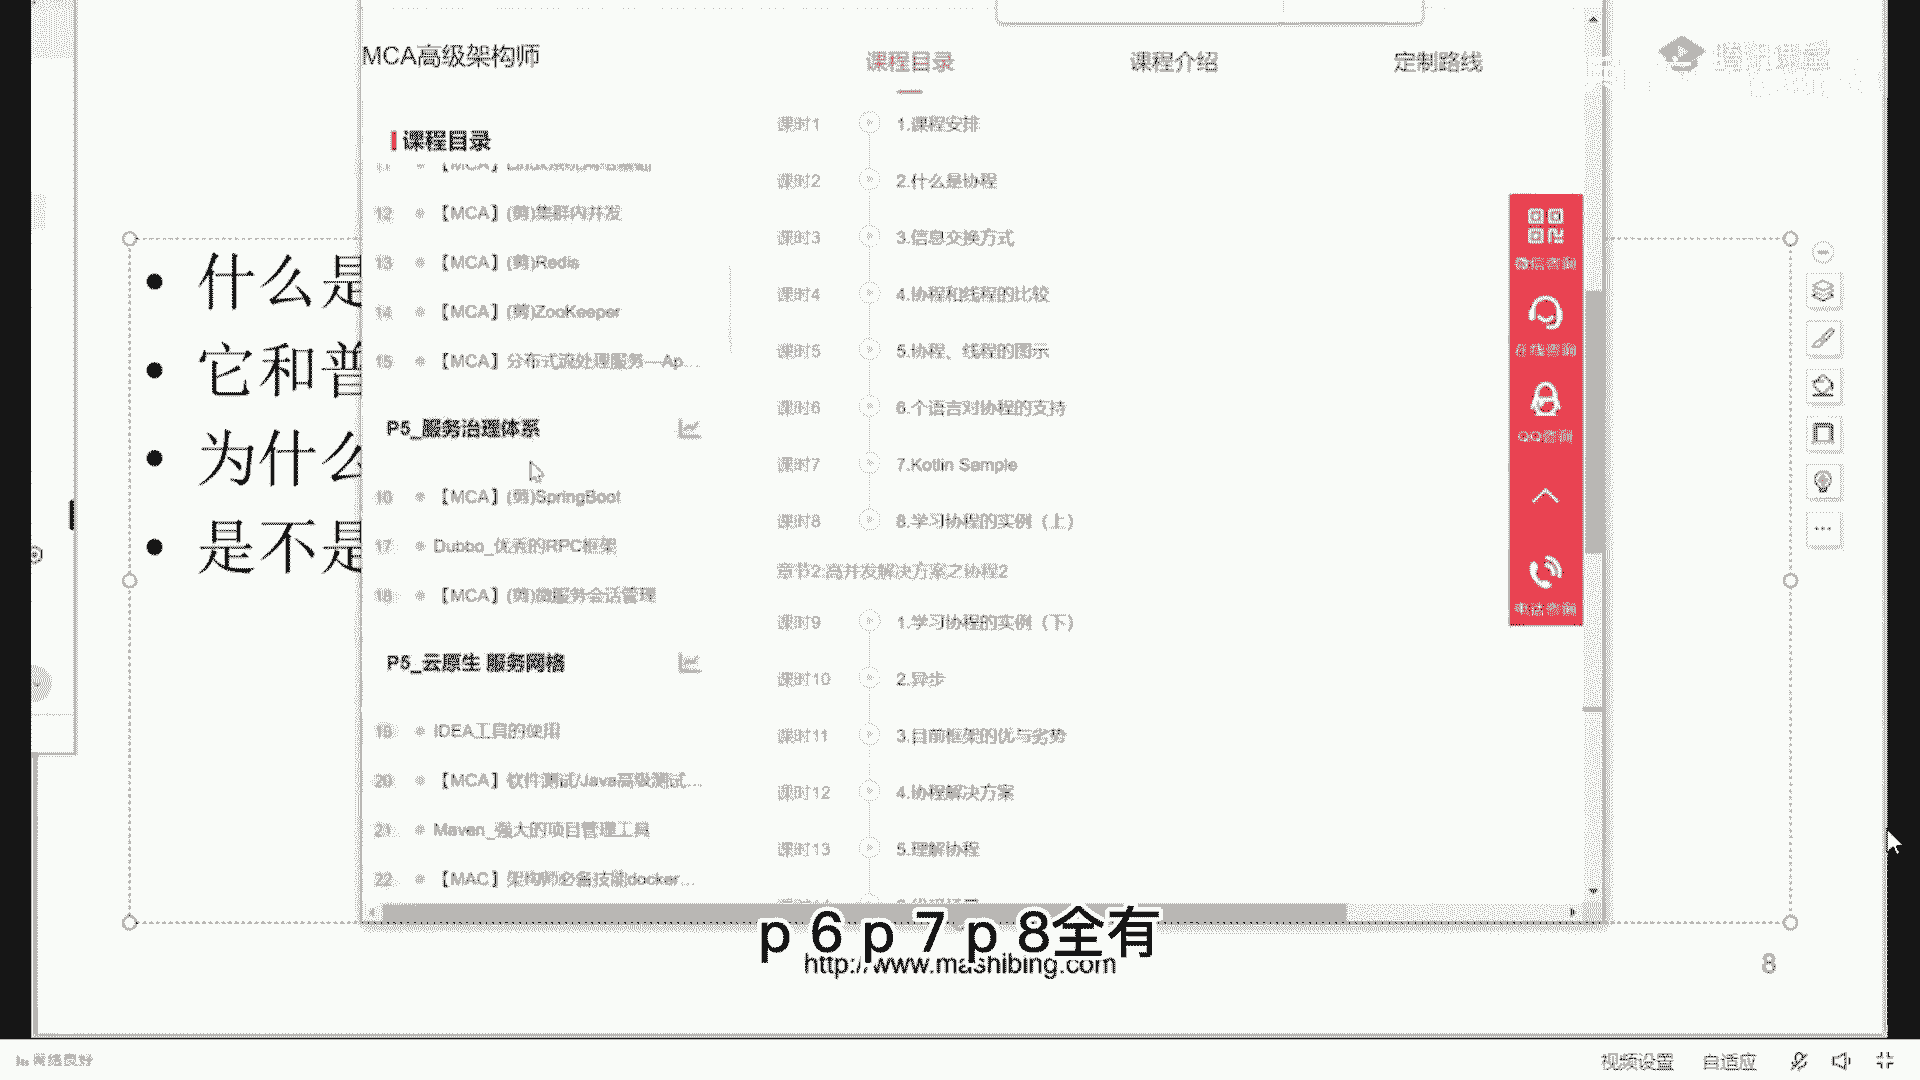 MCA高级架构师
课程目录
课程介绍
定制路线
课程目录
12 【MCA】(剪)集群内并发
13 【MCA】(剪)Redis
14 【MCA】(剪)ZooKeeper
15 【MCA】分布式流处理服务—Ap...
P5_服务治理体系
16 【MCA】(剪)SpringBoot
17 Dubbo_优秀的RPC框架
18 【MCA】(剪)微服务会话管理
P5_云原生 服务网格
19 IDEA工具的使用
20 【MCA】软件测试/Java高级测试...
21 Maven_强大的项目管理工具
22 【MAC】架构师必备技能docker...
课时1 1.课程安排
课时2 2.什么是协程
课时3 3.信息交换方式
课时4 4.协程和线程的比较
课时5 5.协程、线程的图示
课时6 6.个语言对协程的支持
课时7 7.Kotlin Sample
课时8 8.学习协程的实例（上）
章节2:高并发解决方案之协程2
课时9 1.学习协程的实例（下）
课时10 2.异步
课时11 3.目前框架的优与劣势
课时12 4.协程解决方案
课时13 5.理解协程
微信咨询
在线咨询
QQ咨询
电话咨询
腾讯课堂
什么是
它和普
为什么
是不是
p 6 p 7 p 8全有
http://www.mashibing.com
8
网络良好
视频设置
自适应